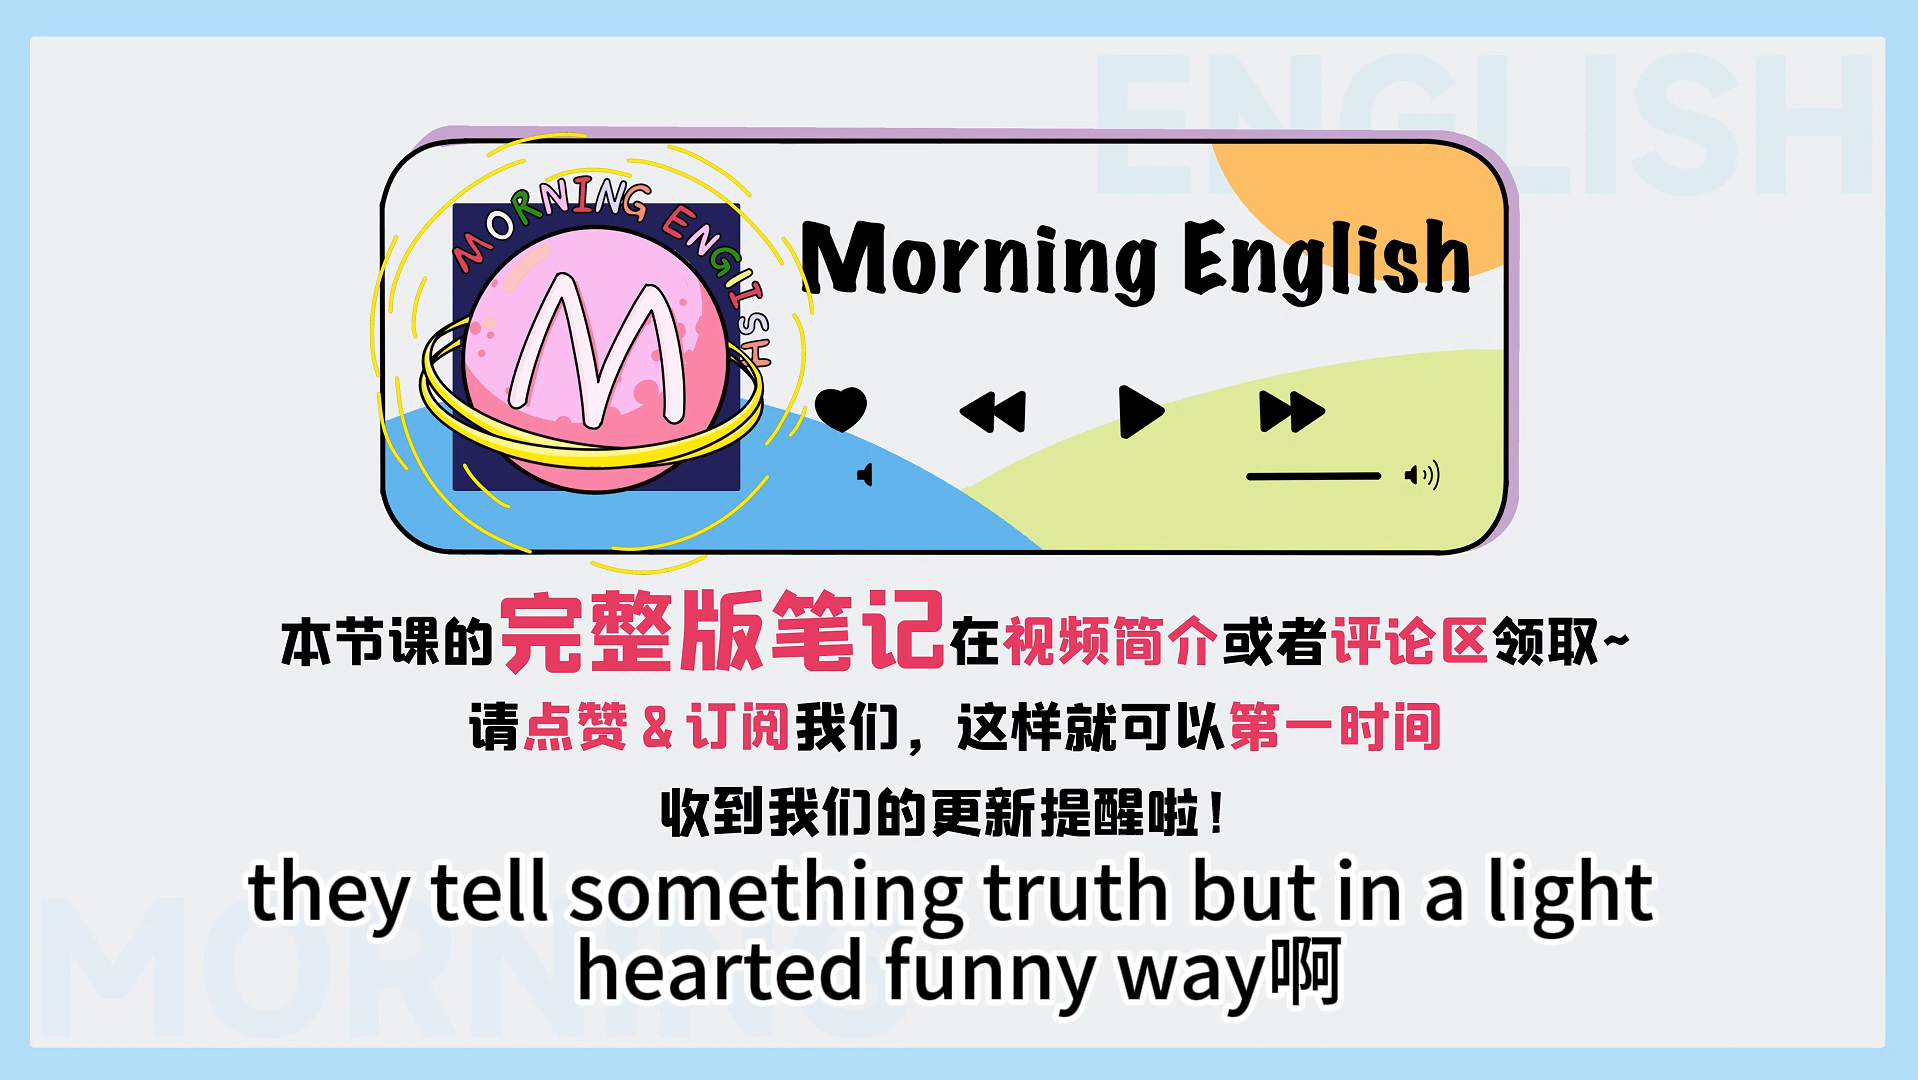 ENGLISH
MORNING ENGLISH
M
Morning English
本节课的完整版笔记在视频简介或者评论区领取~
请点赞&订阅我们，这样就可以第一时间
收到我们的更新提醒啦！
they tell something truth but in a light
hearted funny way啊
MORNING